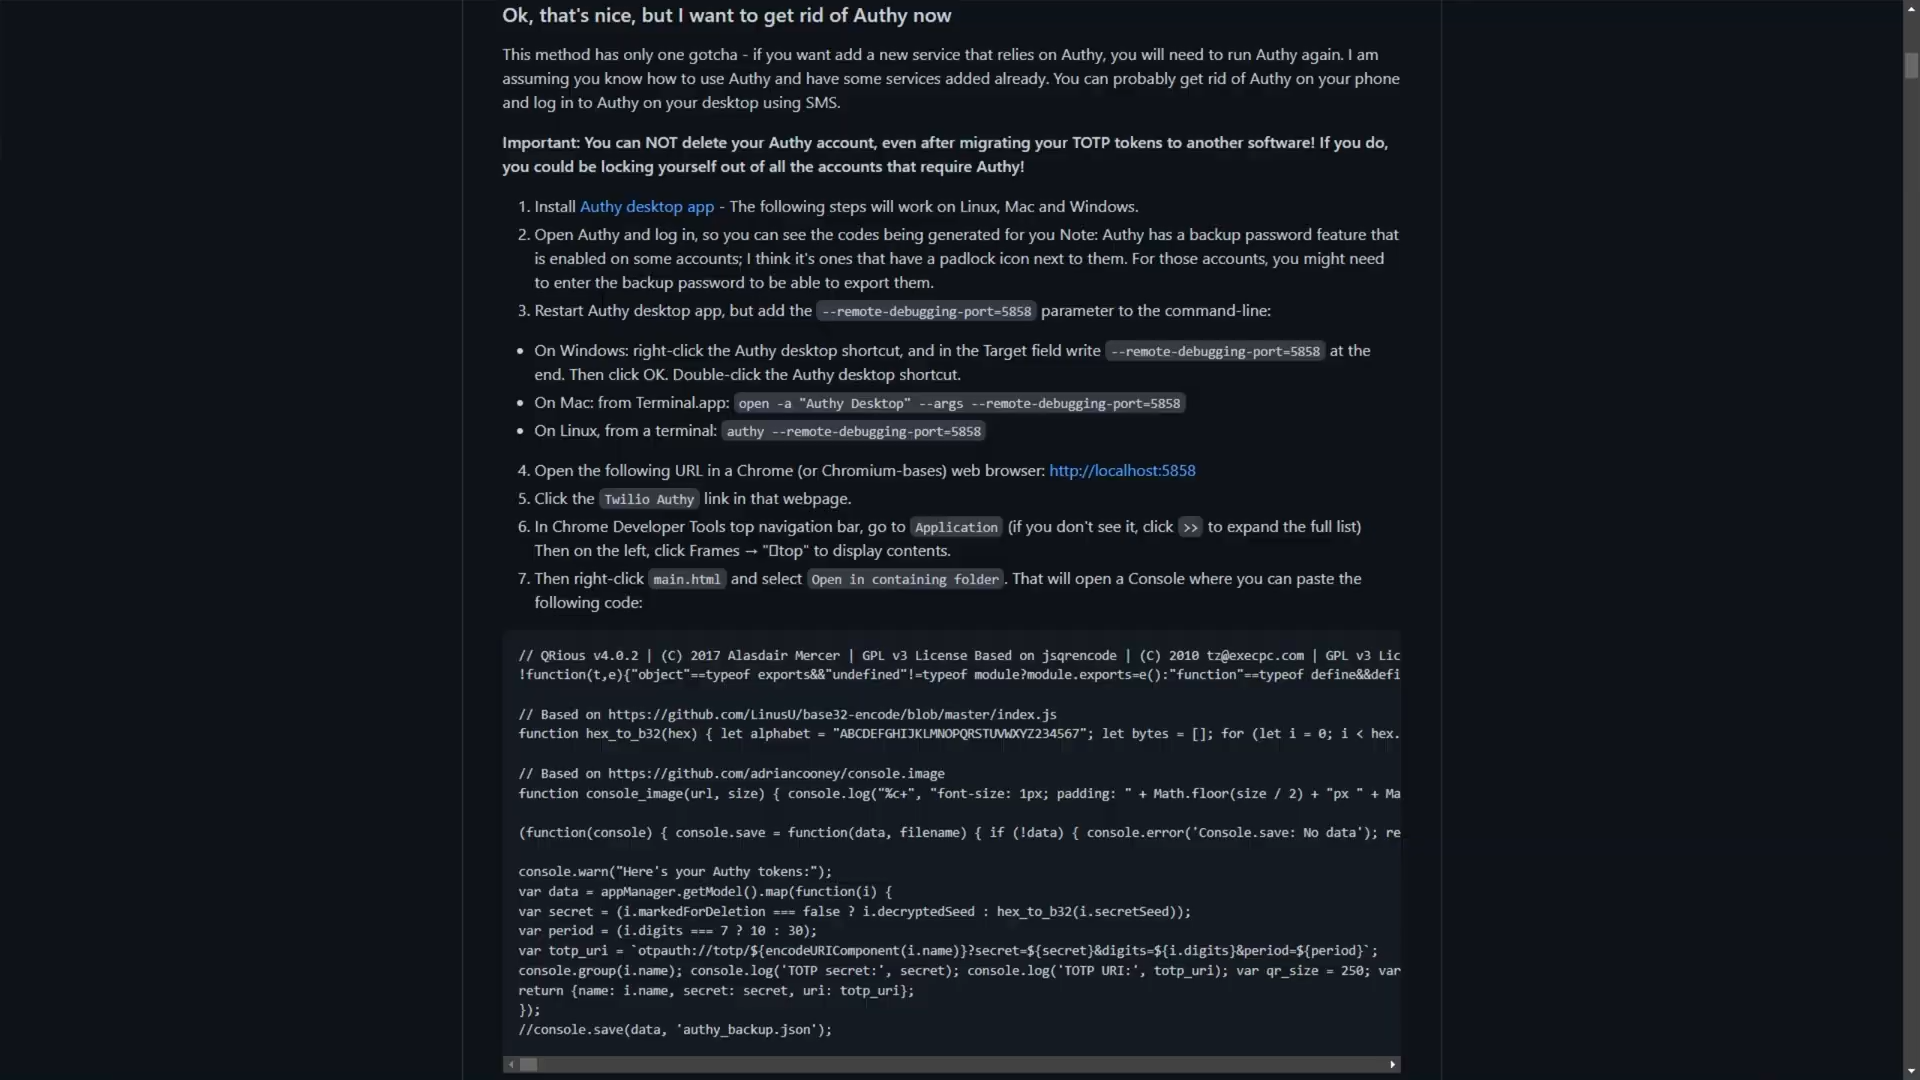 Ok, that's nice, but I want to get rid of Authy now
This method has only one gotcha - if you want add a new service that relies on Authy, you will need to run Authy again. I am
assuming you know how to use Authy and have some services added already. You can probably get rid of Authy on your phone
and log in to Authy on your desktop using SMS.
Important: You can NOT delete your Authy account, even after migrating your TOTP tokens to another software! If you do,
you could be locking yourself out of all the accounts that require Authy!
1. Install Authy desktop app - The following steps will work on Linux, Mac and Windows.
2. Open Authy and log in, so you can see the codes being generated for you Note: Authy has a backup password feature that
is enabled on some accounts; I think it's ones that have a padlock icon next to them. For those accounts, you might need
to enter the backup password to be able to export them.
3. Restart Authy desktop app, but add the --remote-debugging-port=5858 parameter to the command-line:
• On Windows: right-click the Authy desktop shortcut, and in the Target field write --remote-debugging-port=5858 at the
end. Then click OK. Double-click the Authy desktop shortcut.
• On Mac: from Terminal.app: open -a "Authy Desktop" --args --remote-debugging-port=5858
• On Linux, from a terminal: authy --remote-debugging-port=5858
4. Open the following URL in a Chrome (or Chromium-bases) web browser: http://localhost:5858
5. Click the Twilio Authy link in that webpage.
6. In Chrome Developer Tools top navigation bar, go to Application (if you don't see it, click >> to expand the full list)
Then on the left, click Frames → "▯top" to display contents.
7. Then right-click main.html and select Open in containing folder. That will open a Console where you can paste the
following code:
// QRious v4.0.2 | (C) 2017 Alasdair Mercer | GPL v3 License Based on jsqrencode | (C) 2010 tz@execpc.com | GPL v3 Lic
!function(t,e){"object"==typeof exports&&"undefined"!=typeof module?module.exports=e():"function"==typeof define&&defi
// Based on https://github.com/LinusU/base32-encode/blob/master/index.js
function hex_to_b32(hex) { let alphabet = "ABCDEFGHIJKLMNOPQRSTUVWXYZ234567"; let bytes = []; for (let i = 0; i < hex.
// Based on https://github.com/adriancooney/console.image
function console_image(url, size) { console.log("%c+", "font-size: 1px; padding: " + Math.floor(size / 2) + "px " + Ma
(function(console) { console.save = function(data, filename) { if (!data) { console.error('Console.save: No data'); re
console.warn("Here's your Authy tokens:");
var data = appManager.getModel().map(function(i) {
var secret = (i.markedForDeletion === false ? i.decryptedSeed : hex_to_b32(i.secretSeed));
var period = (i.digits === 7 ? 10 : 30);
var totp_uri = `otpauth://totp/${encodeURIComponent(i.name)}?secret=${secret}&digits=${i.digits}&period=${period}`;
console.group(i.name); console.log('TOTP secret:', secret); console.log('TOTP URI:', totp_uri); var qr_size = 250; var
return {name: i.name, secret: secret, uri: totp_uri};
});
//console.save(data, 'authy_backup.json');